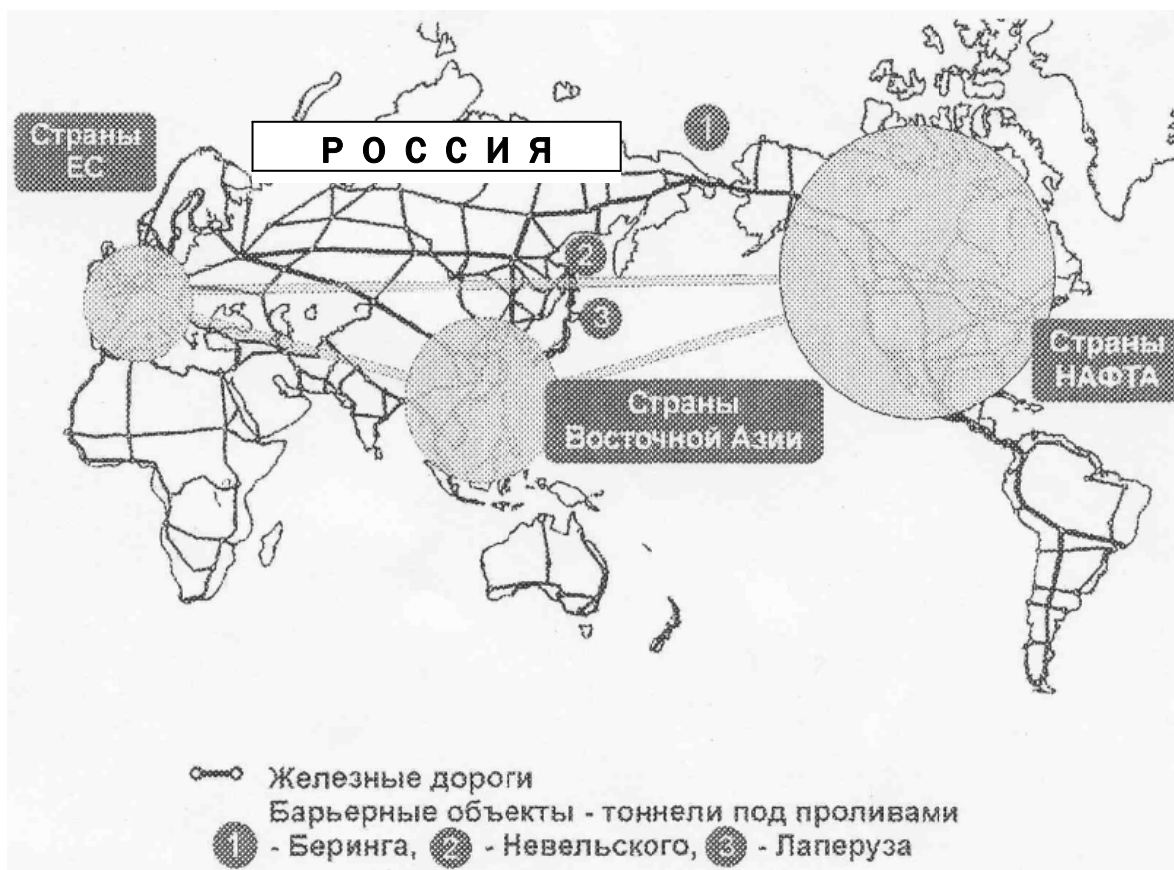 Страны
ЕС
РОССИЯ
1
2
3
Страны
НАФТА
Страны
Восточной Азии
Железные дороги
Барьерные объекты - тоннели под проливами
1 - Беринга, 2 - Невельского, 3 - Лаперуза